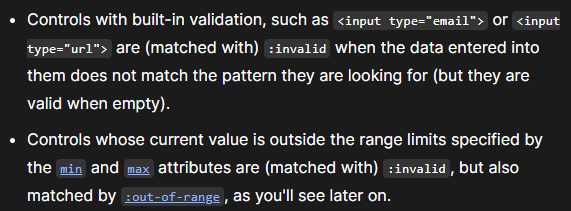 • Controls with built-in validation, such as <input type="email"> or <input
type="url"> are (matched with) :invalid when the data entered into
them does not match the pattern they are looking for (but they are
valid when empty).
• Controls whose current value is outside the range limits specified by
the min and max attributes are (matched with) :invalid, but also
matched by :out-of-range, as you'll see later on.